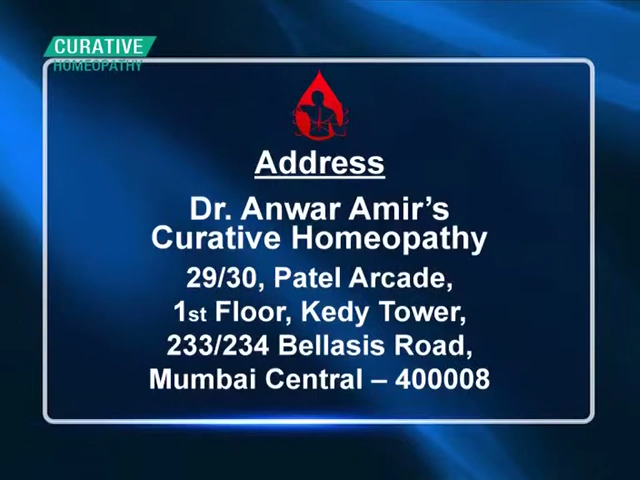 CURATIVE
HOMEOPATHY
Address
Dr. Anwar Amir's
Curative Homeopathy
29/30, Patel Arcade,
1st Floor, Kedy Tower,
233/234 Bellasis Road,
Mumbai Central – 400008